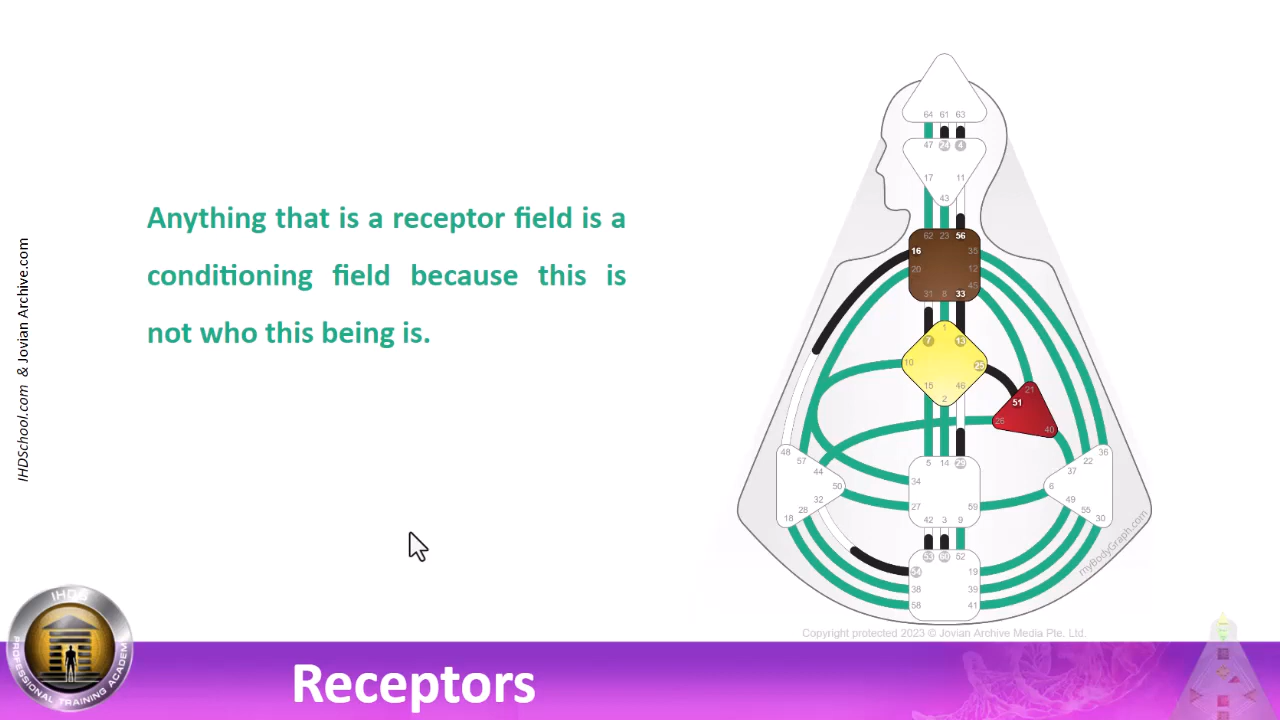 Anything that is a receptor field is a
conditioning field because this is
not who this being is.
IHDSchool.com & Jovian Archive.com
64 61 63
47 24 4
17 11
43
62 23 56
16 35
20 12
45
31 8 33
1
7 13
10 25
15 46
2
21
51
26 40
48 36
57 22
44 37
50 6
32 49
28 55
18 30
5 14 29
34
27 59
42 3 9
53 60 52
54 19
38 39
58 41
myBodyGraph.com
Copyright protected 2023 © Jovian Archive Media Pte. Ltd.
IHDS
PROFESSIONAL TRAINING ACADEMY
Receptors